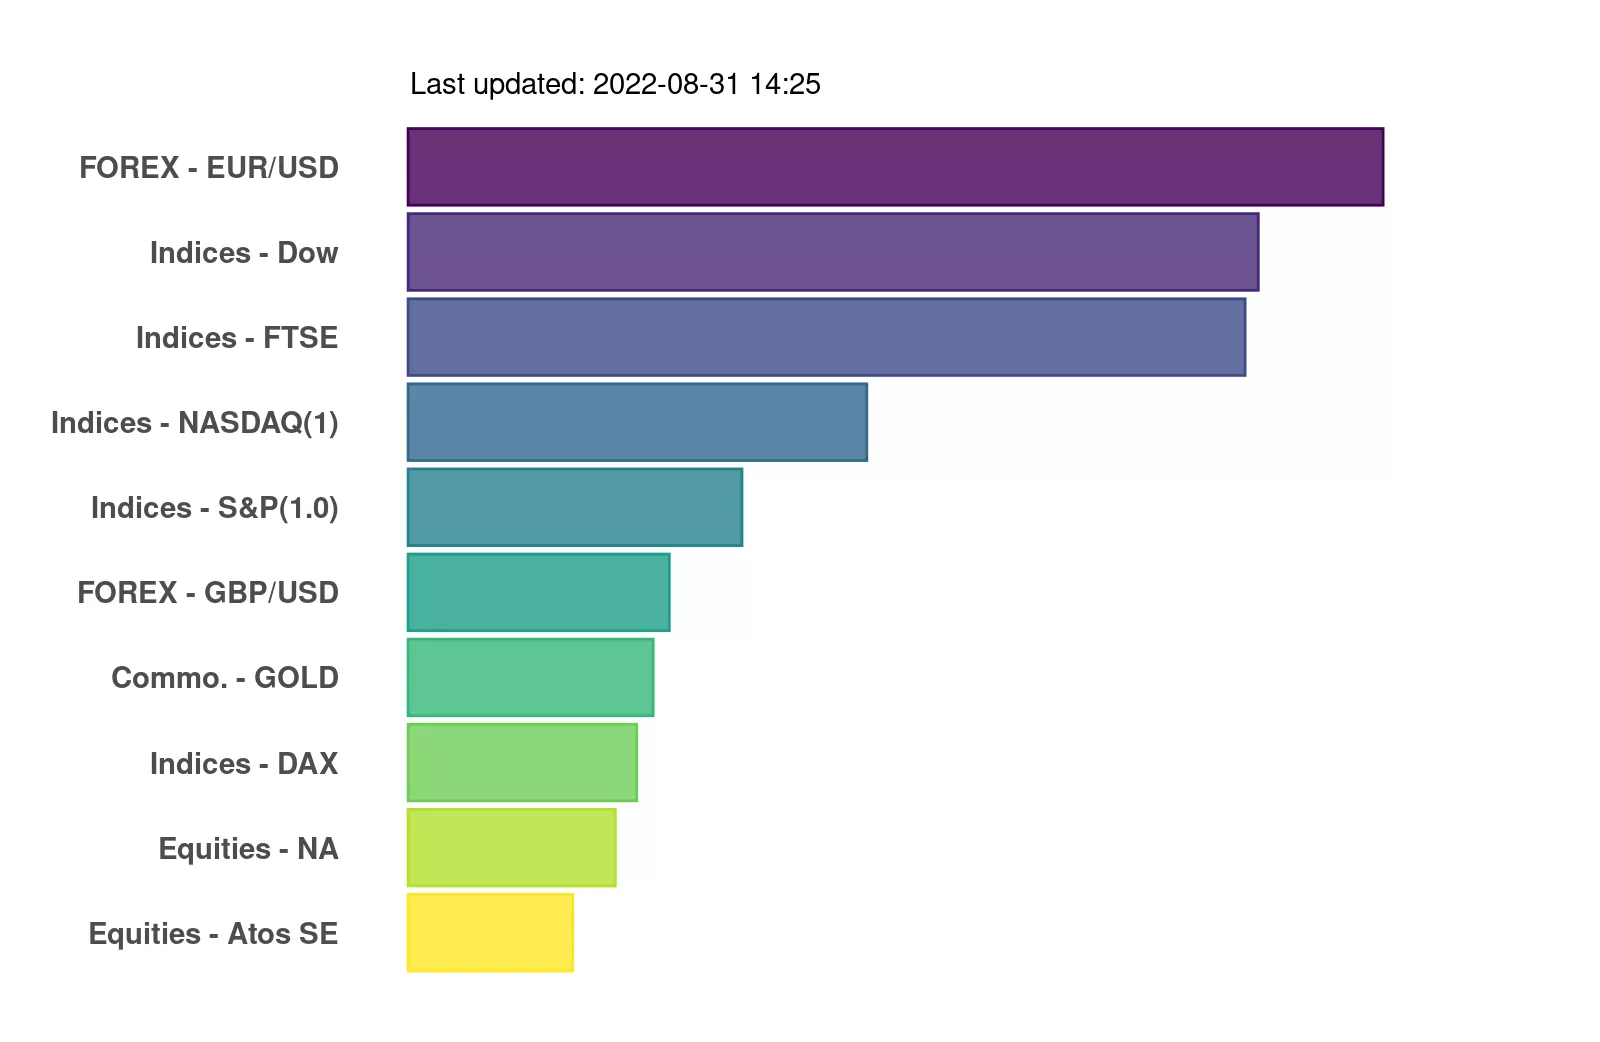 Last updated: 2022-08-31 14:25
FOREX - EUR/USD
Indices - Dow
Indices - FTSE
Indices - NASDAQ(1)
Indices - S&P(1.0)
FOREX - GBP/USD
Commo. - GOLD
Indices - DAX
Equities - NA
Equities - Atos SE